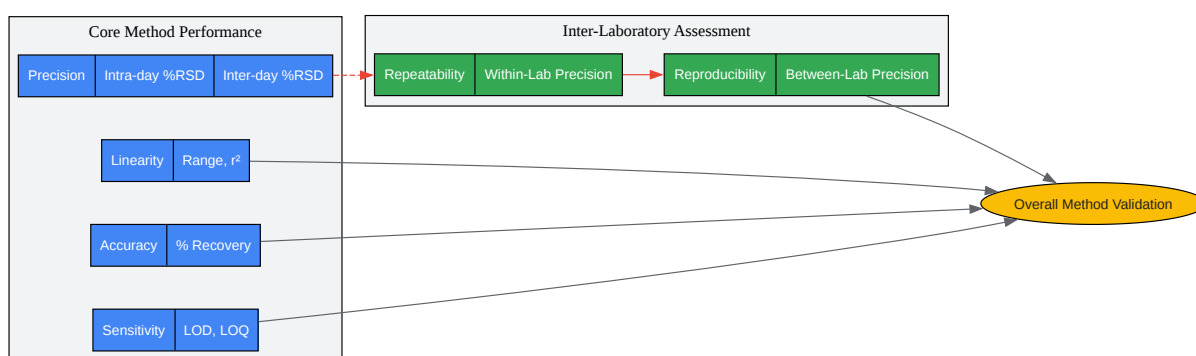 Core Method Performance
Precision
Intra-day %RSD
Inter-day %RSD
Linearity
Range, r²
Accuracy
% Recovery
Sensitivity
LOD, LOQ
Inter-Laboratory Assessment
Repeatability
Within-Lab Precision
Reproducibility
Between-Lab Precision
Overall Method Validation